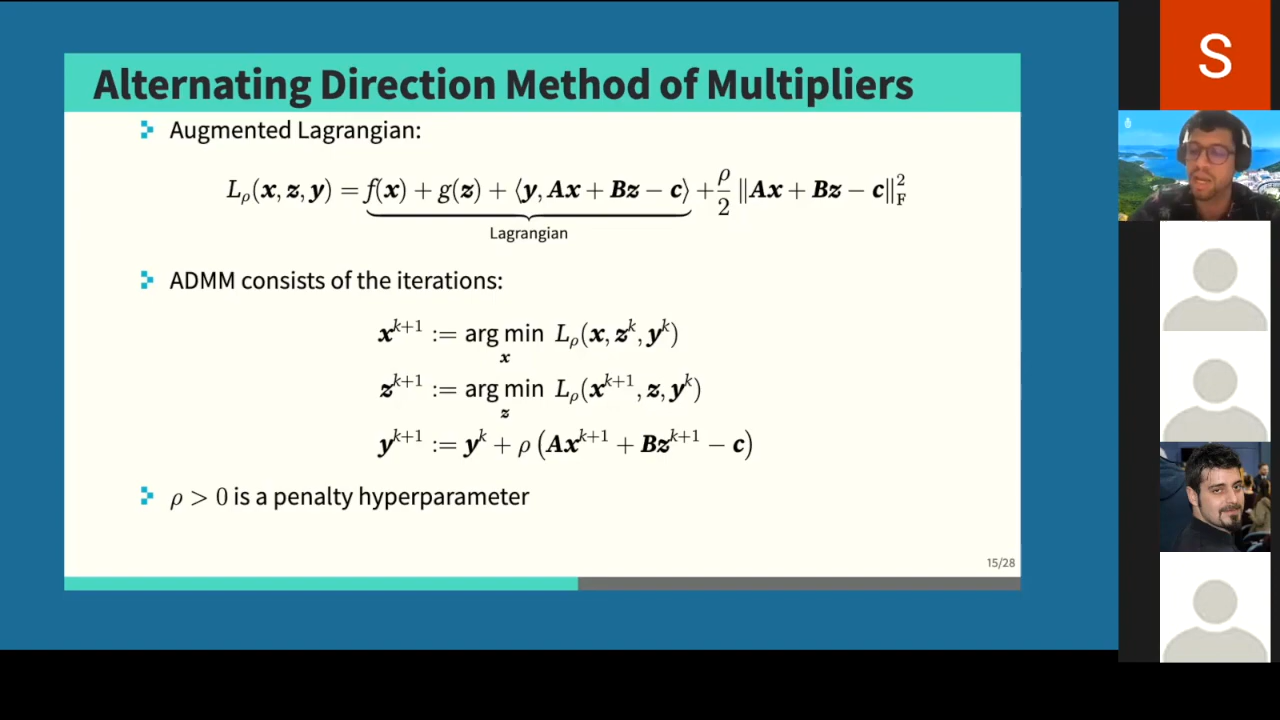 Alternating Direction Method of Multipliers
Augmented Lagrangian:
L_ρ(x, z, y) = f(x) + g(z) + ⟨y, Ax + Bz − c⟩ + ρ/2 ‖Ax + Bz − c‖_F^2
Lagrangian
ADMM consists of the iterations:
x^{k+1} := arg min_x L_ρ(x, z^k, y^k)
z^{k+1} := arg min_z L_ρ(x^{k+1}, z, y^k)
y^{k+1} := y^k + ρ (Ax^{k+1} + Bz^{k+1} − c)
ρ > 0 is a penalty hyperparameter
15/28
S